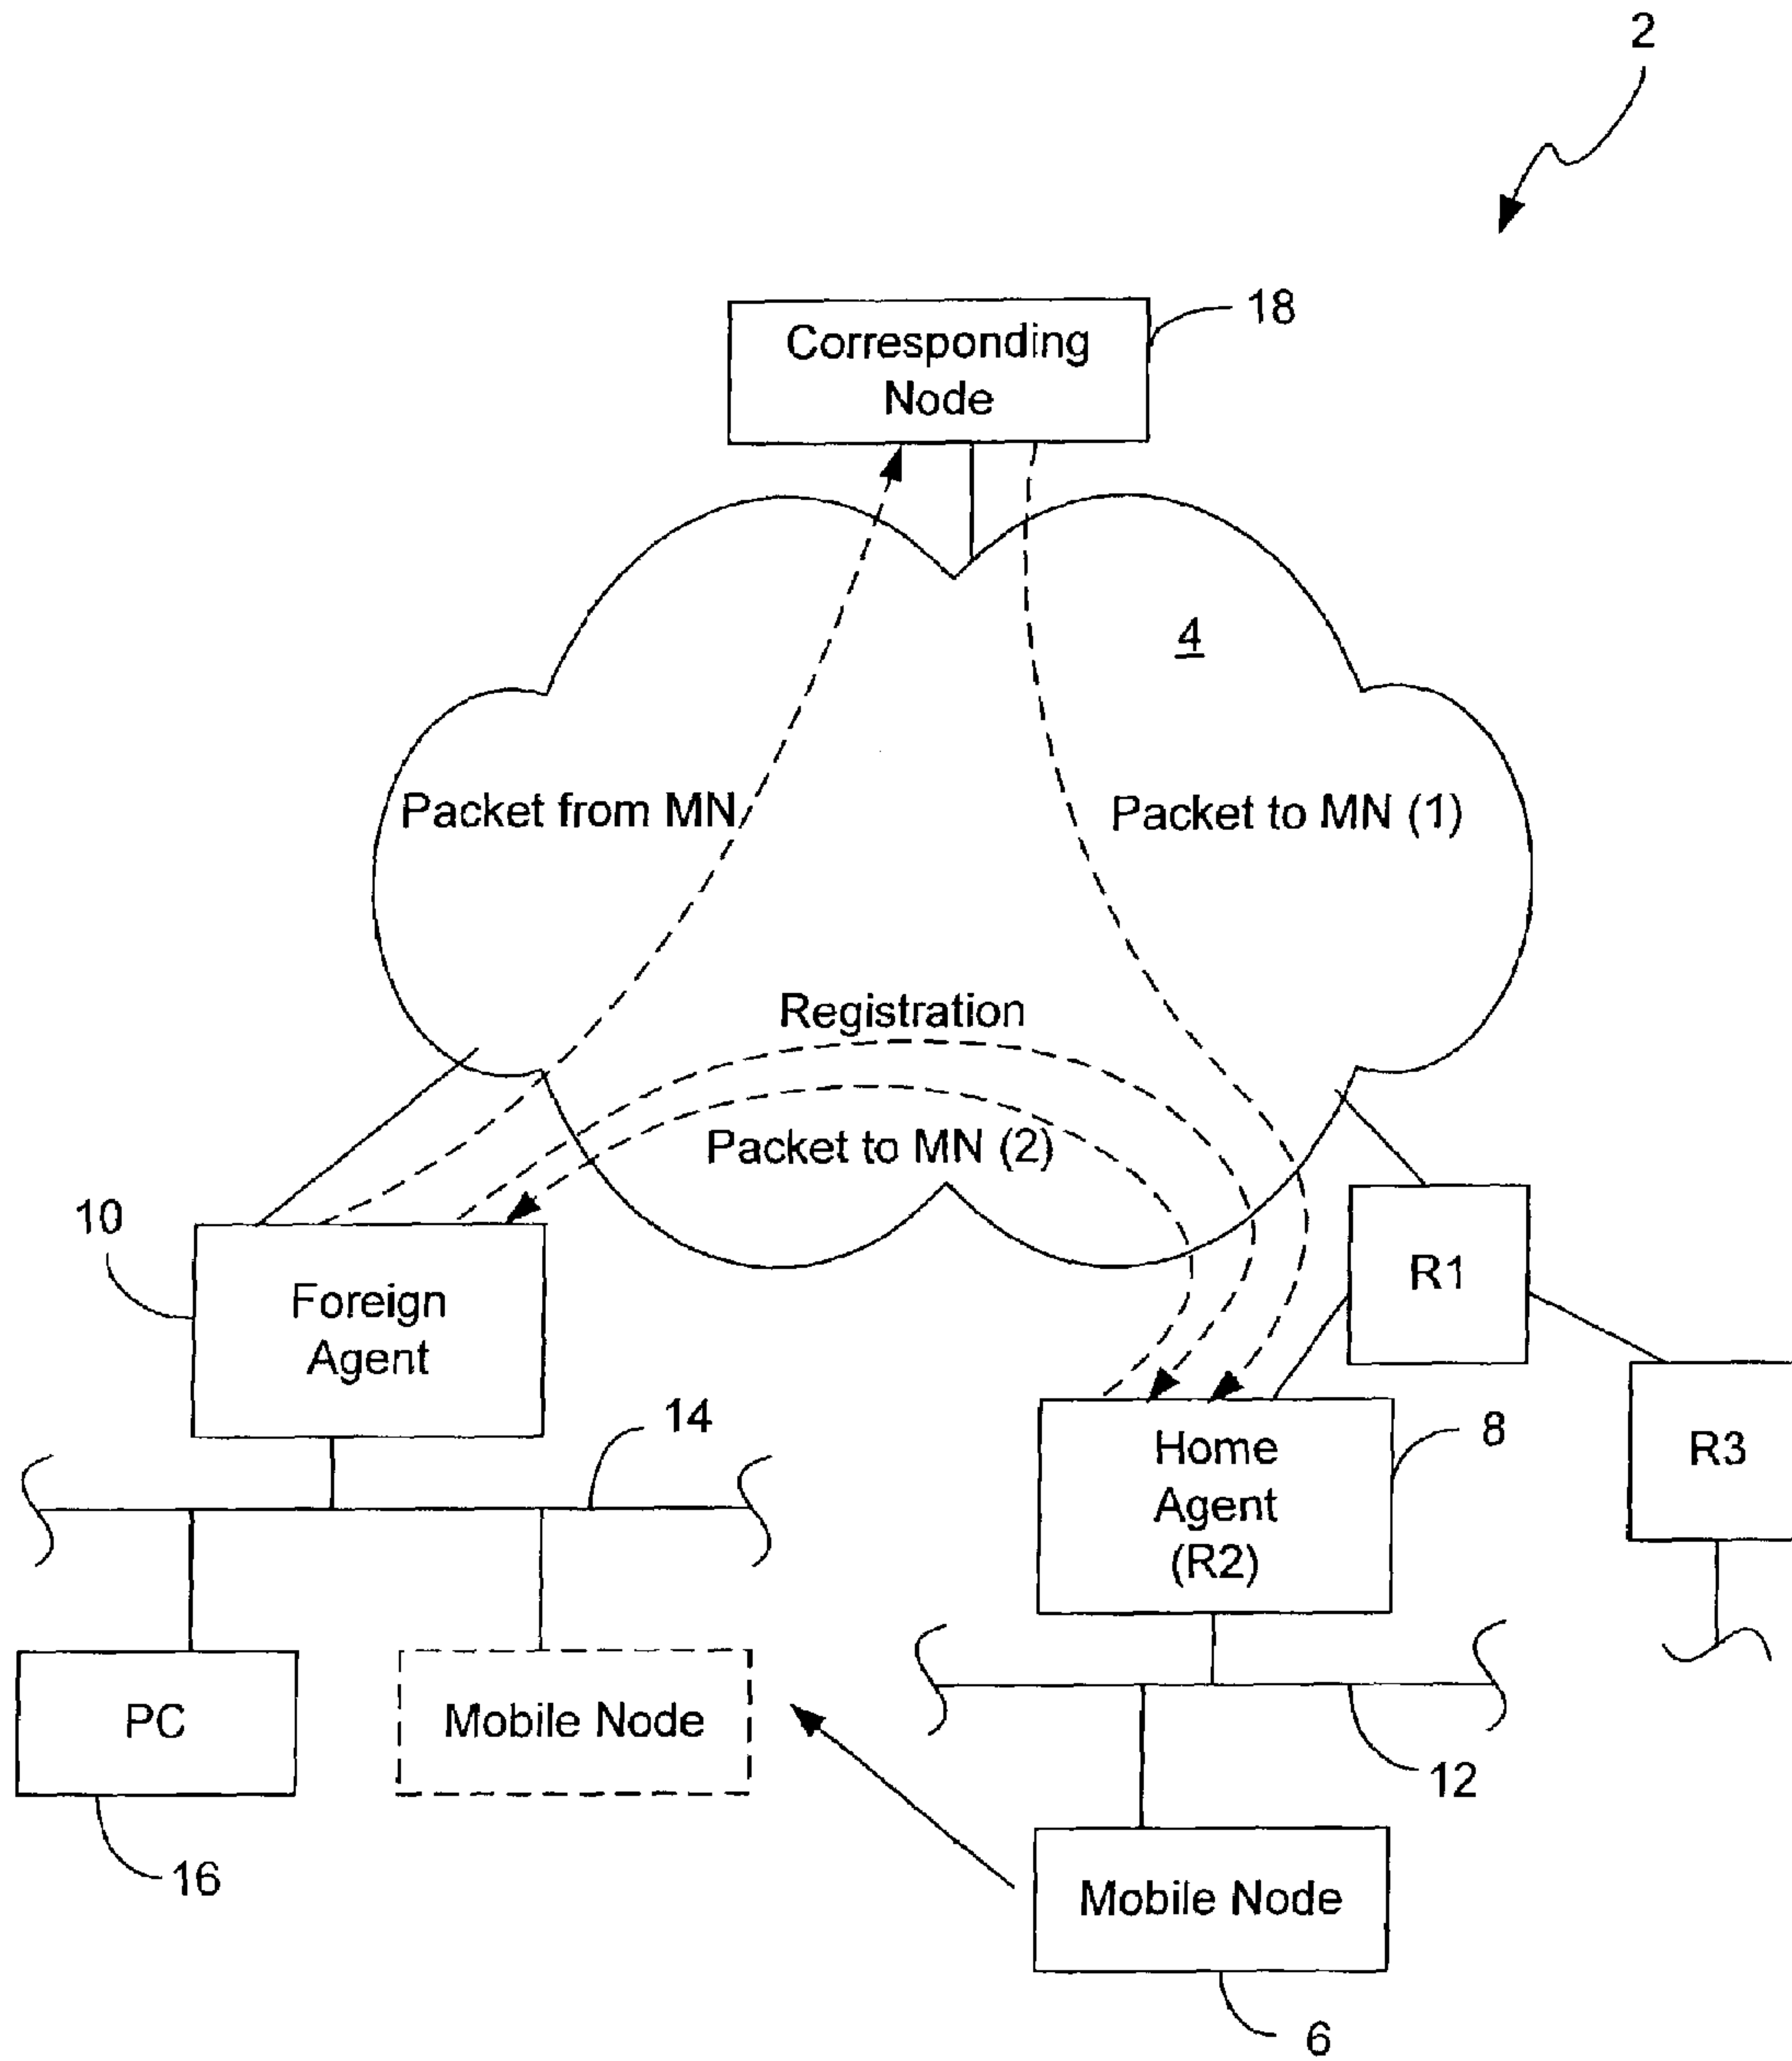 2
Corresponding
Node
18
4
Packet from MN
Packet to MN (1)
Registration
Packet to MN (2)
10
Foreign
Agent
R1
14
8
Home
Agent
(R2)
R3
PC
Mobile Node
12
16
Mobile Node
6